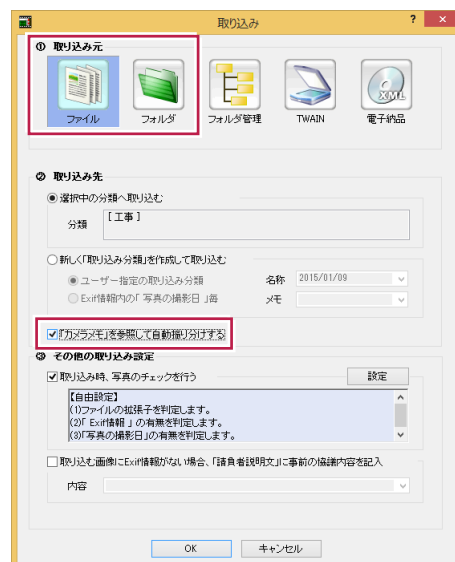 取り込み
? ×
① 取り込み元
ファイル フォルダ フォルダ管理 TWAIN 電子納品
XML
② 取り込み先
選択中の分類へ取り込む
分類 [工事]
新しく「取り込み分類」を作成して取り込む
ユーザー指定の取り込み分類 名称 2015/01/09
Exif情報内の「 写真の撮影日 」毎 メモ
「カメラメモ」を参照して自動振り分けする
③ その他の取り込み設定
取り込み時、写真のチェックを行う 設定
【自由設定】
(1)ファイルの拡張子を判定します。
(2)「 Exif情報 」の有無を判定します。
(3)「写真の撮影日」の有無を判定します。
取り込む画像にExif情報がない場合、「請負者説明文」に事前の協議内容を記入
内容
OK キャンセル